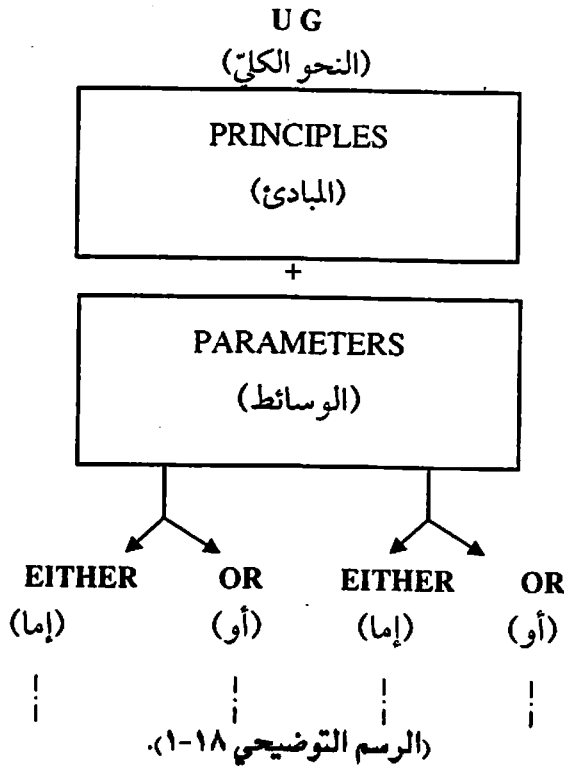 U G
(النحو الكليّ)
PRINCIPLES
(المبادئ)
+
PARAMETERS
(الوسائط)
EITHER OR EITHER OR
(إما) (أو) (إما) (أو)
(الرسم التوضيحي ١٨-١).